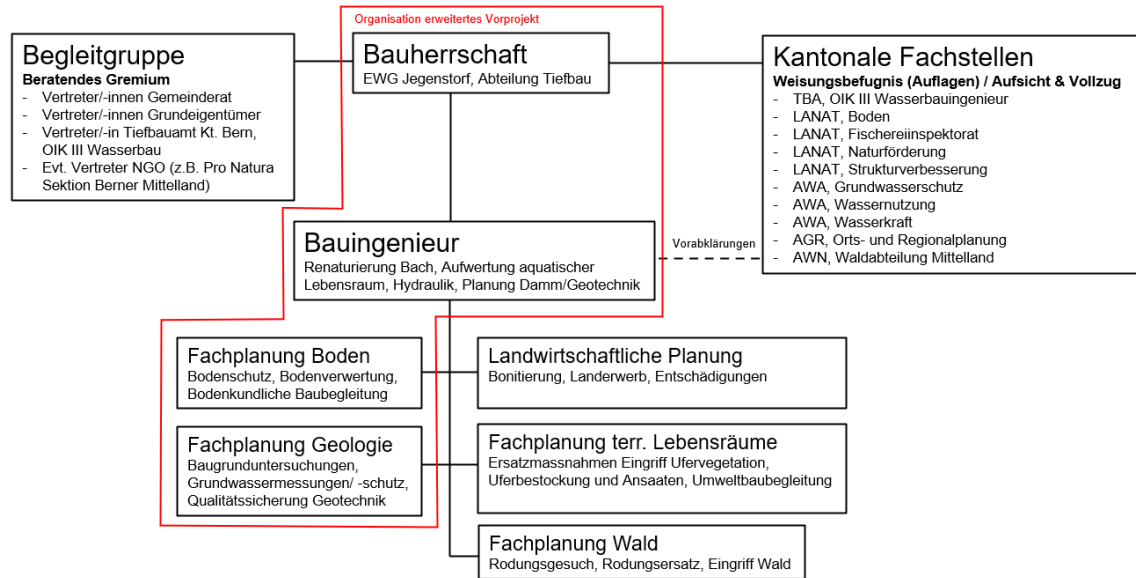 Organisation erweitertes Vorprojekt
Begleitgruppe
Beratendes Gremium
- Vertreter/-innen Gemeinderat
- Vertreter/-innen Grundeigentümer
- Vertreter/-in Tiefbauamt Kt. Bern,
OIK III Wasserbau
- Evt. Vertreter NGO (z.B. Pro Natura
Sektion Berner Mittelland)
Bauherrschaft
EWG Jegenstorf, Abteilung Tiefbau
Kantonale Fachstellen
Weisungsbefugnis (Auflagen) / Aufsicht & Vollzug
- TBA, OIK III Wasserbauingenieur
- LANAT, Boden
- LANAT, Fischereiinspektorat
- LANAT, Naturförderung
- LANAT, Strukturverbesserung
- AWA, Grundwasserschutz
- AWA, Wassernutzung
- AWA, Wasserkraft
- AGR, Orts- und Regionalplanung
- AWN, Waldabteilung Mittelland
Bauingenieur
Renaturierung Bach, Aufwertung aquatischer
Lebensraum, Hydraulik, Planung Damm/Geotechnik
Vorabklärungen
Fachplanung Boden
Bodenschutz, Bodenverwertung,
Bodenkundliche Baubegleitung
Landwirtschaftliche Planung
Bonitierung, Landerwerb, Entschädigungen
Fachplanung Geologie
Baugrunduntersuchungen,
Grundwassermessungen/ -schutz,
Qualitätssicherung Geotechnik
Fachplanung terr. Lebensräume
Ersatzmassnahmen Eingriff Ufervegetation,
Uferbestockung und Ansaaten, Umweltbaubegleitung
Fachplanung Wald
Rodungsgesuch, Rodungsersatz, Eingriff Wald